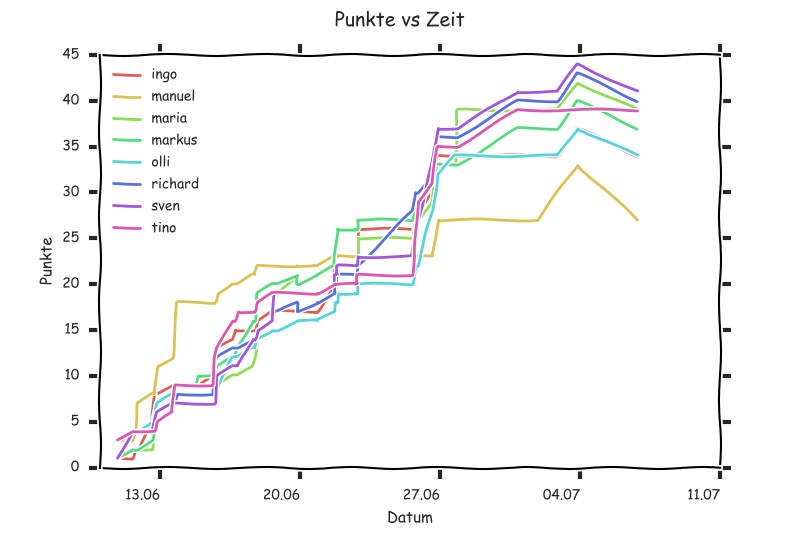 Punkte vs Zeit
45
40
35
30
25
20
15
10
5
0
Punkte
ingo
manuel
maria
markus
olli
richard
sven
tino
13.06
20.06
27.06
04.07
11.07
Datum